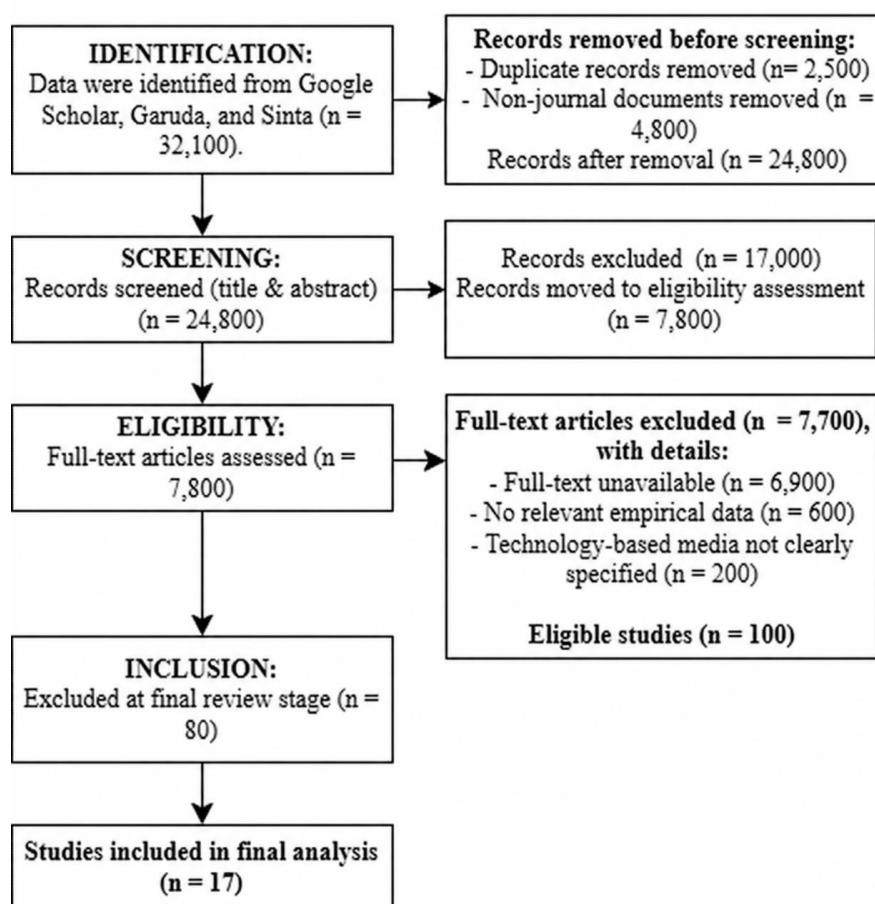 IDENTIFICATION:
Data were identified from Google
Scholar, Garuda, and Sinta (n =
32,100).
Records removed before screening:
- Duplicate records removed (n= 2,500)
- Non-journal documents removed (n =
4,800)
Records after removal (n = 24,800)
SCREENING:
Records screened (title & abstract)
(n = 24,800)
Records excluded (n = 17,000)
Records moved to eligibility assessment
(n = 7,800)
ELIGIBILITY:
Full-text articles assessed (n =
7,800)
Full-text articles excluded (n = 7,700),
with details:
- Full-text unavailable (n = 6,900)
- No relevant empirical data (n = 600)
- Technology-based media not clearly
specified (n = 200)
Eligible studies (n = 100)
INCLUSION:
Excluded at final review stage (n =
80)
Studies included in final analysis
(n = 17)